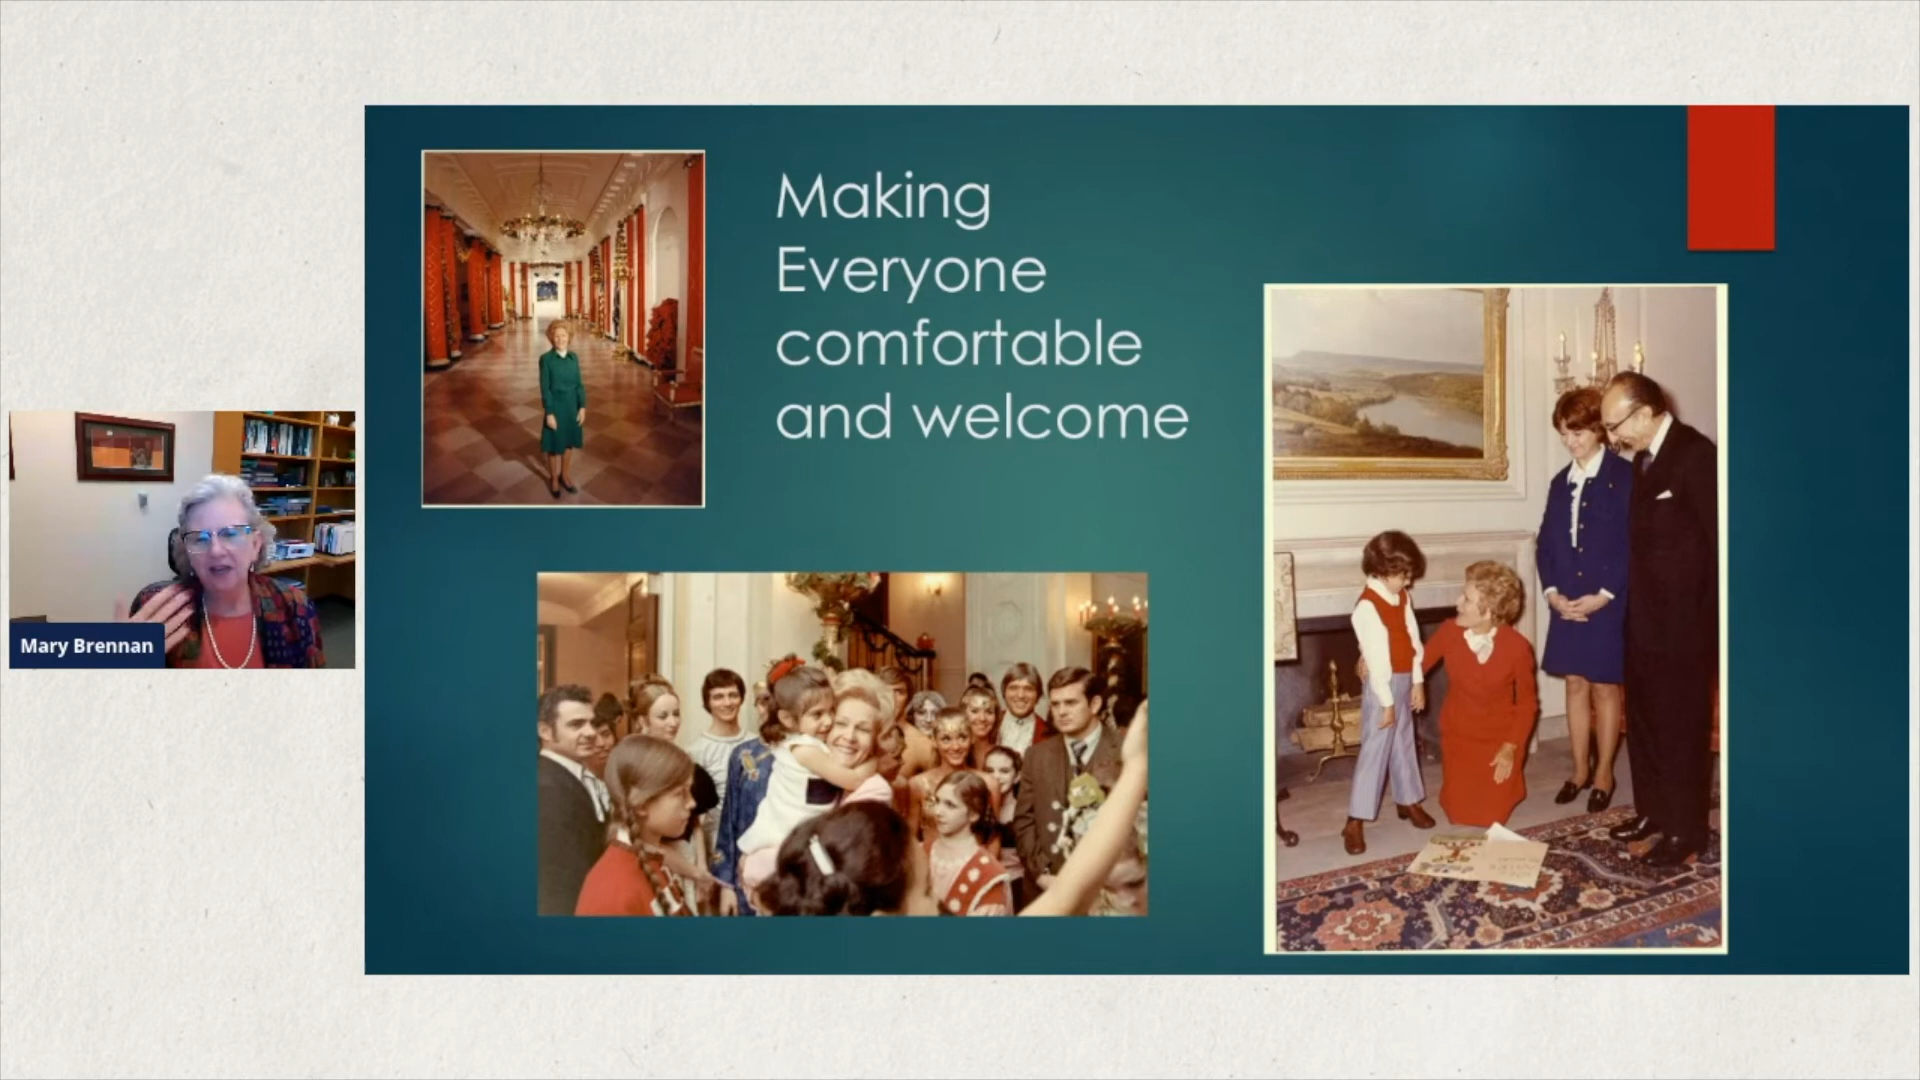 Making
Everyone
comfortable
and welcome
Mary Brennan